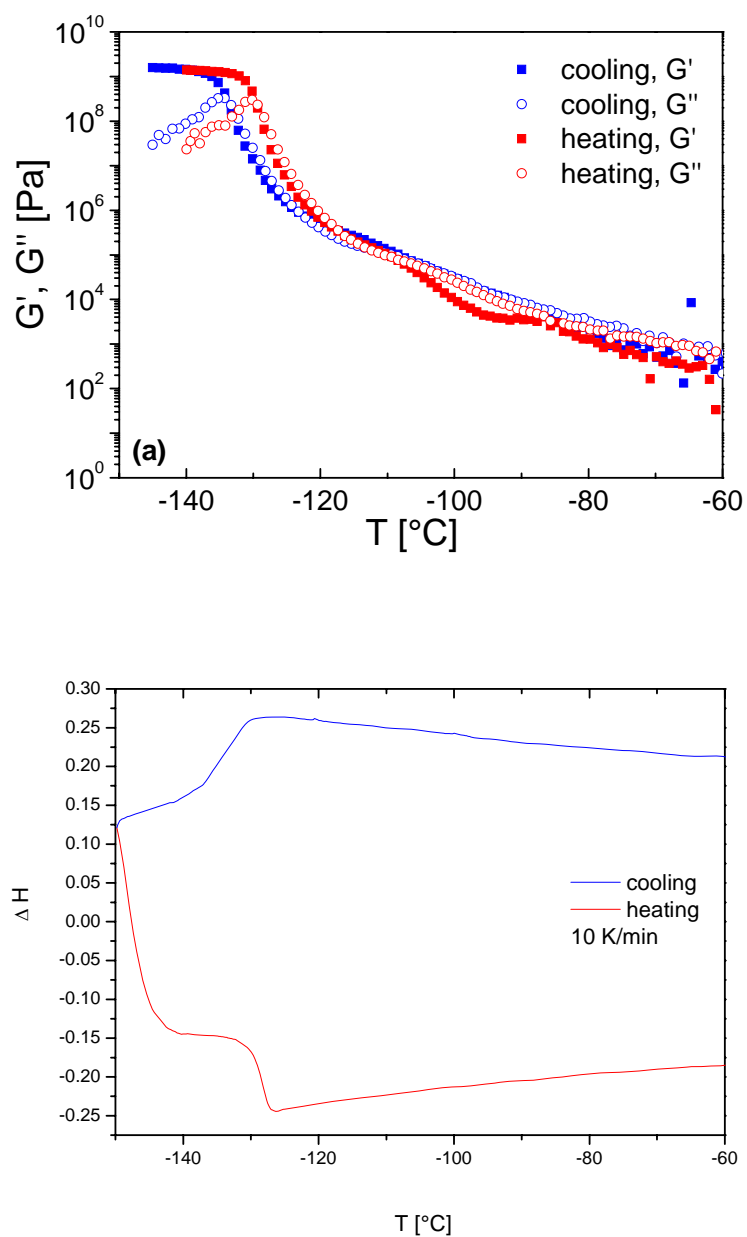 10^10
10^8
10^6
10^4
10^2
10^0
G', G" [Pa]
cooling, G'
cooling, G"
heating, G'
heating, G"
(a)
-140
-120
-100
-80
-60
T [°C]
0.30
0.25
0.20
0.15
0.10
0.05
0.00
-0.05
-0.10
-0.15
-0.20
-0.25
Δ H
cooling
heating
10 K/min
-140
-120
-100
-80
-60
T [°C]